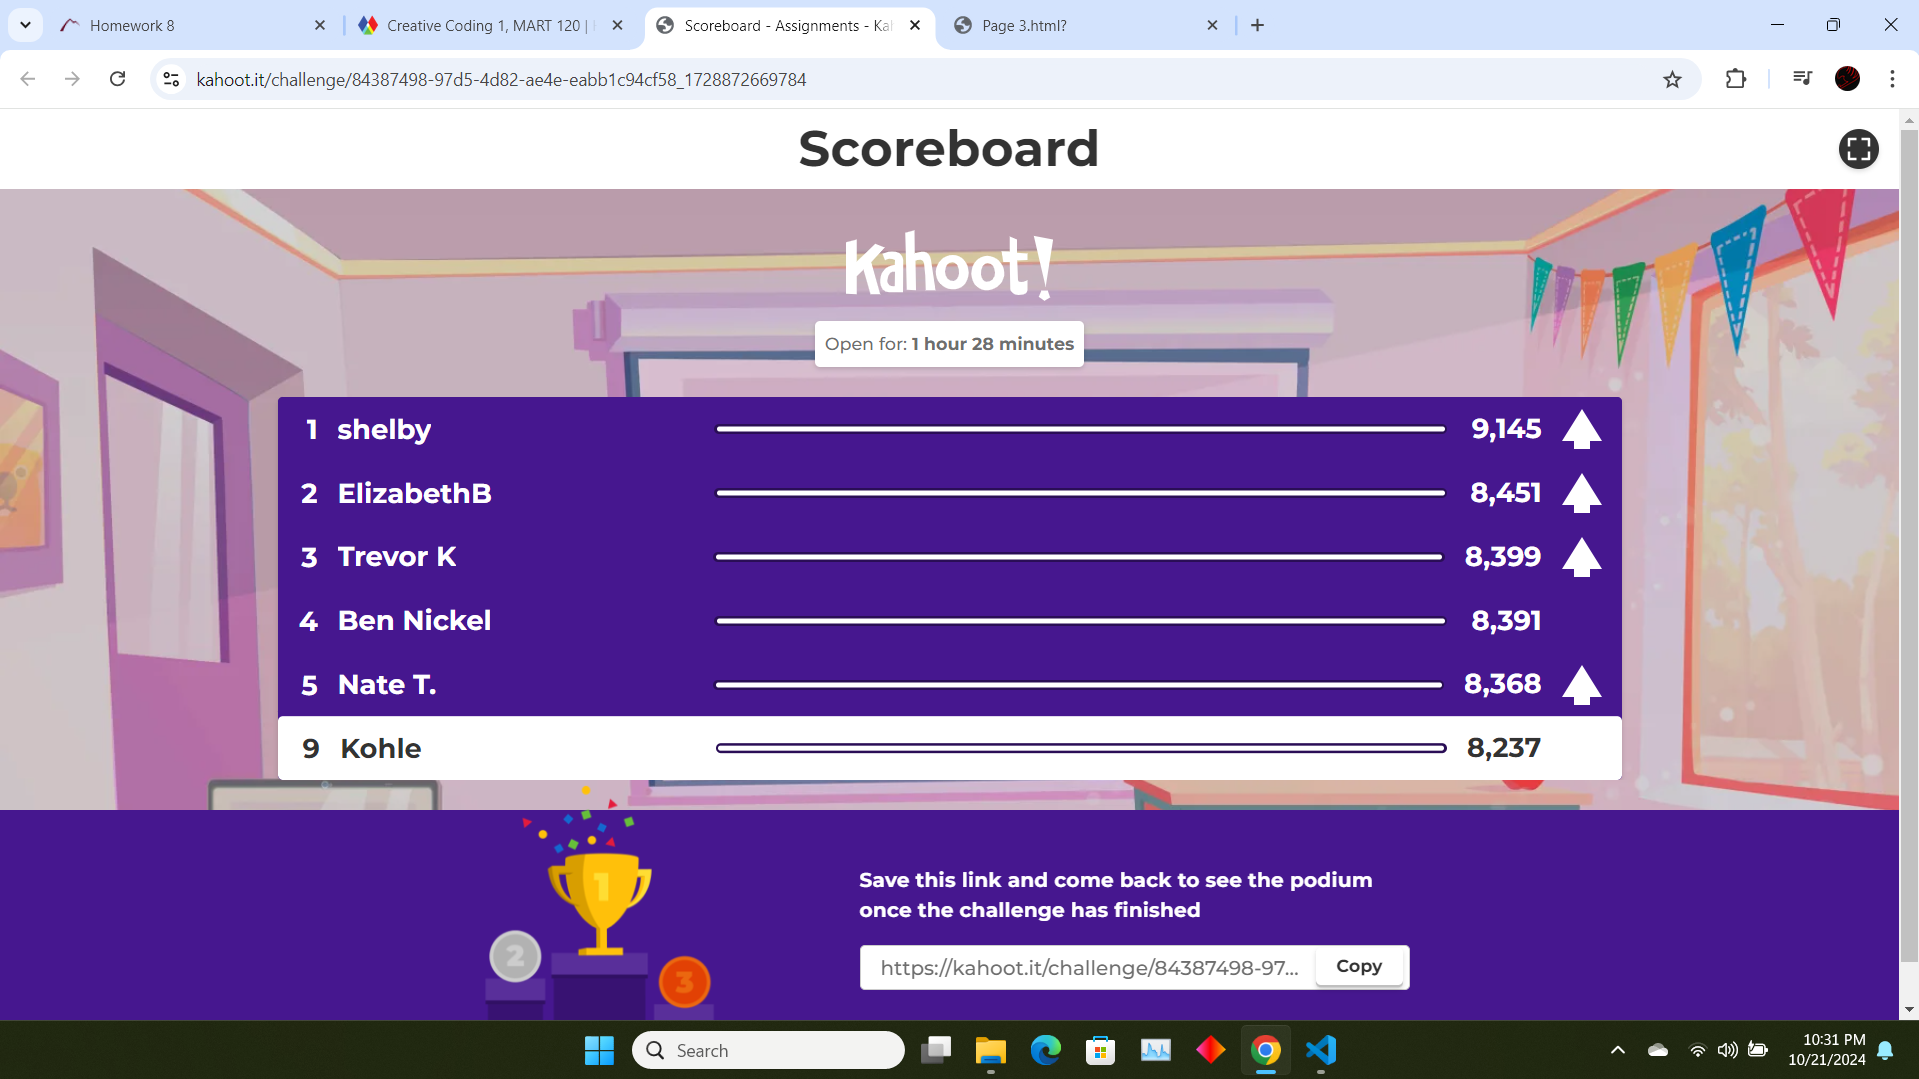 Homework 8
Creative Coding 1, MART 120 |
Scoreboard - Assignments - Ka
Page 3.html?
kahoot.it/challenge/84387498-97d5-4d82-ae4e-eabb1c94cf58_1728872669784
Scoreboard
Kahoot!
Open for: 1 hour 28 minutes
1 shelby 9,145
2 ElizabethB 8,451
3 Trevor K 8,399
4 Ben Nickel 8,391
5 Nate T. 8,368
9 Kohle 8,237
1
2
3
Save this link and come back to see the podium
once the challenge has finished
https://kahoot.it/challenge/84387498-97...
Copy
Search
10:31 PM
10/21/2024